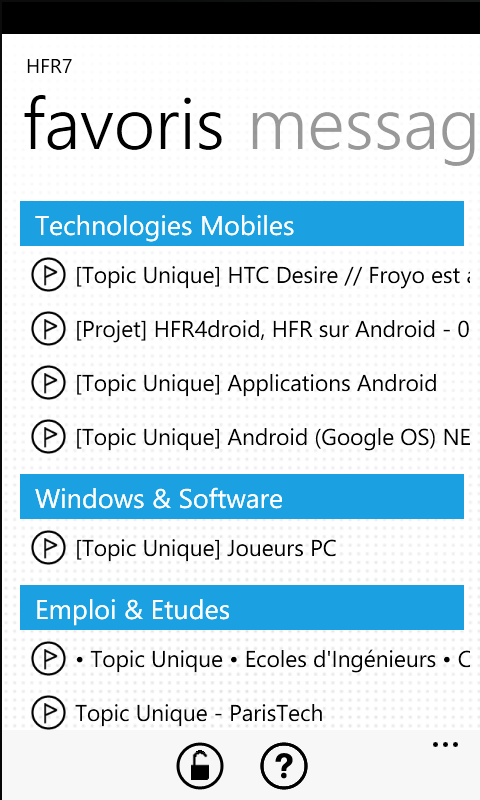 HFR7
favoris messag
Technologies Mobiles
[Topic Unique] HTC Desire // Froyo est a
[Projet] HFR4droid, HFR sur Android - 0
[Topic Unique] Applications Android
[Topic Unique] Android (Google OS) NE
Windows & Software
[Topic Unique] Joueurs PC
Emploi & Etudes
• Topic Unique • Ecoles d'Ingénieurs • C
Topic Unique - ParisTech
?
...